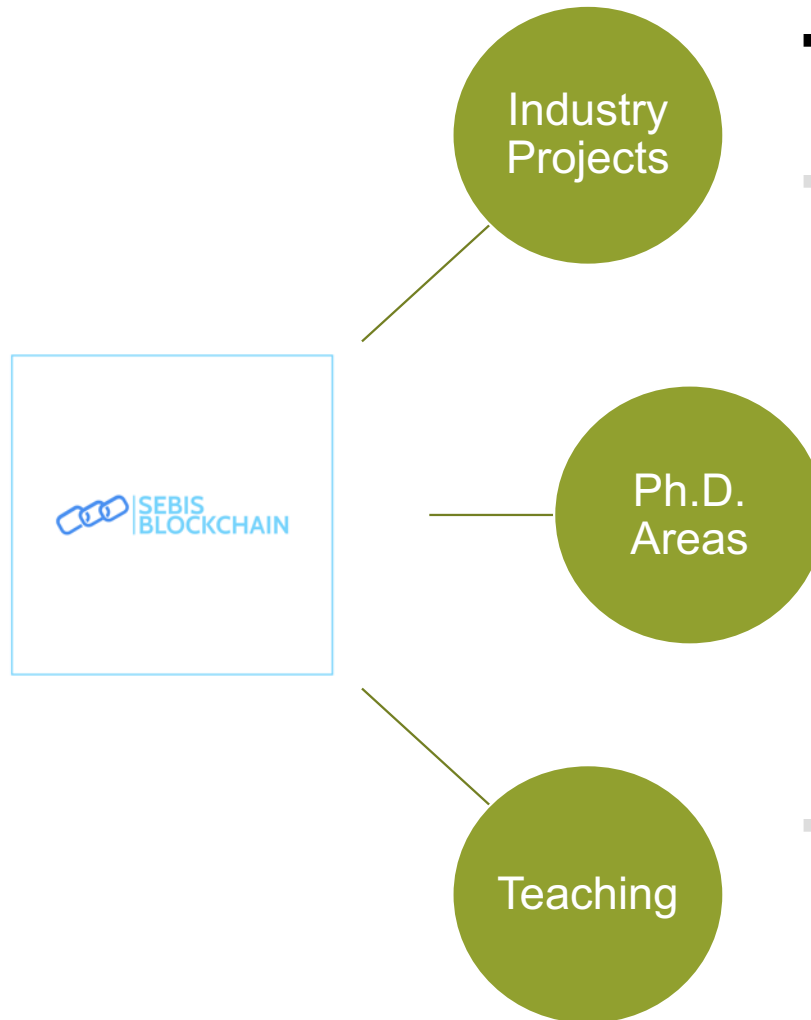 Industry
Projects
SEBIS
BLOCKCHAIN
Ph.D.
Areas
Teaching